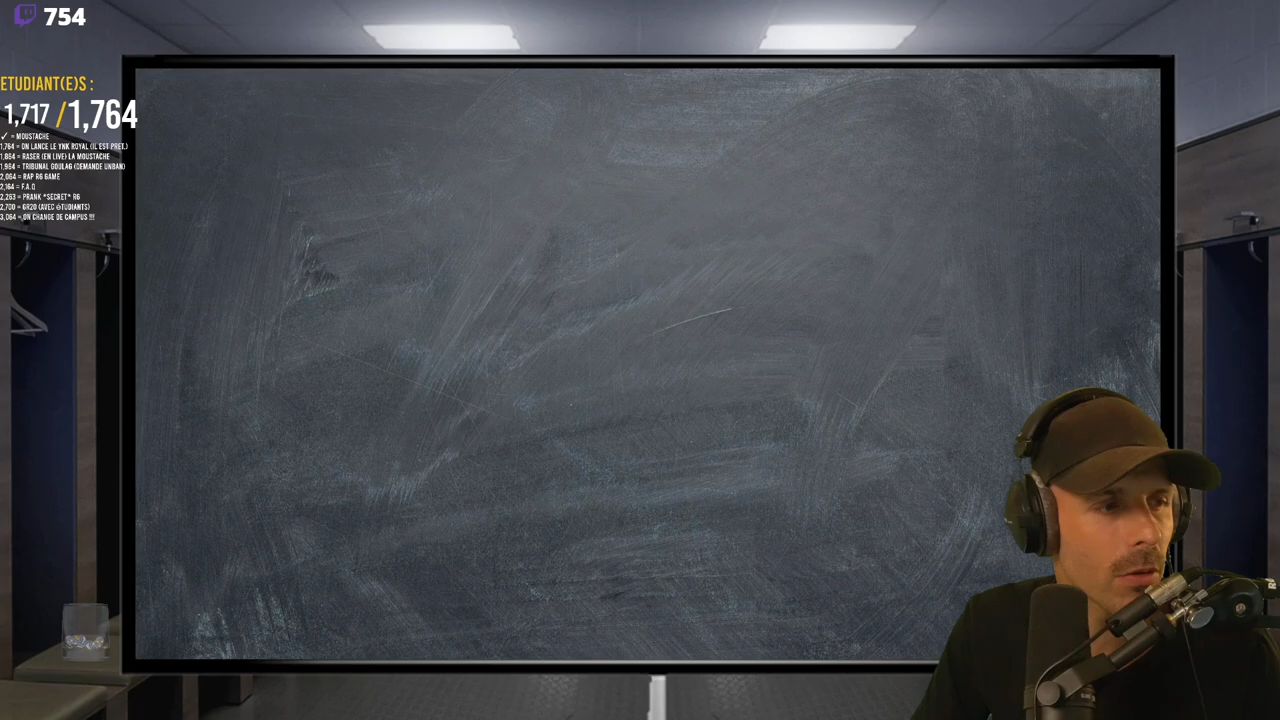 754
ETUDIANT(E)S :
1,717 / 1,764
✓ = MOUSTACHE
1,764 = ON LANCE LE YNK ROYAL (IL EST PRET.)
1,864 = RASER (EN LIVE) LA MOUSTACHE
1,964 = TRIBUNAL GOULAG (DEMANDE UNBAN)
2,064 = RAP R6 GAME
2,164 = F.A.Q
2,263 = PRANK *SECRET* R6
2,700 = GR20 (AVEC ÉTUDIANTS)
3,064 = ON CHANGE DE CAMPUS !!!